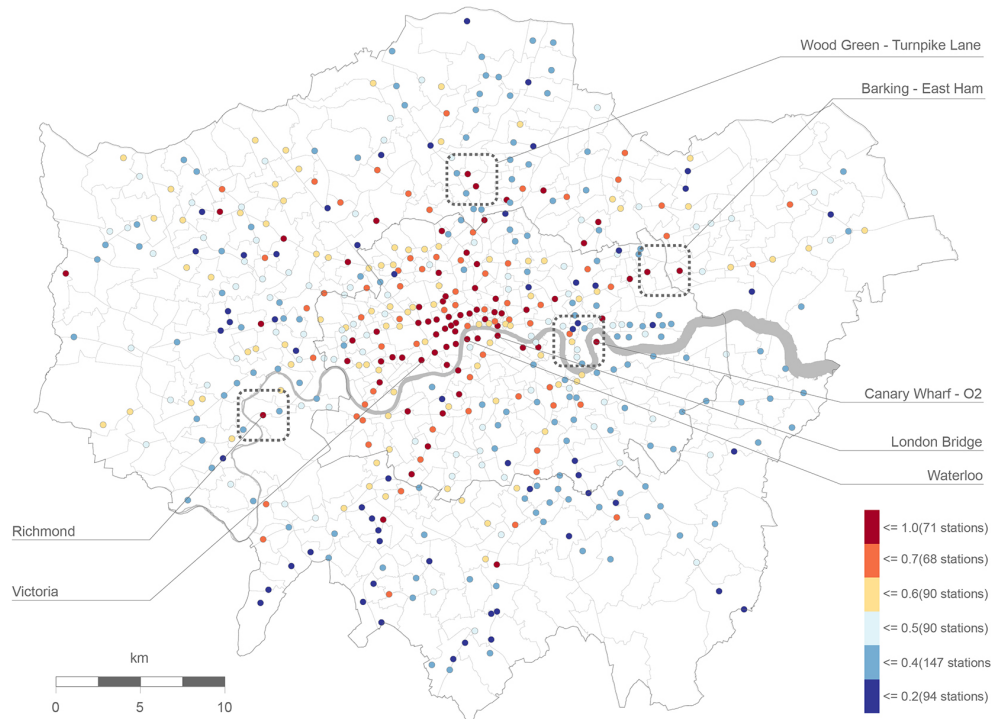 Wood Green - Turnpike Lane
Barking - East Ham
Canary Wharf - O2
London Bridge
Waterloo
Richmond
Victoria
<= 1.0(71 stations)
<= 0.7(68 stations)
<= 0.6(90 stations)
<= 0.5(90 stations)
<= 0.4(147 stations
<= 0.2(94 stations)
km
0 5 10